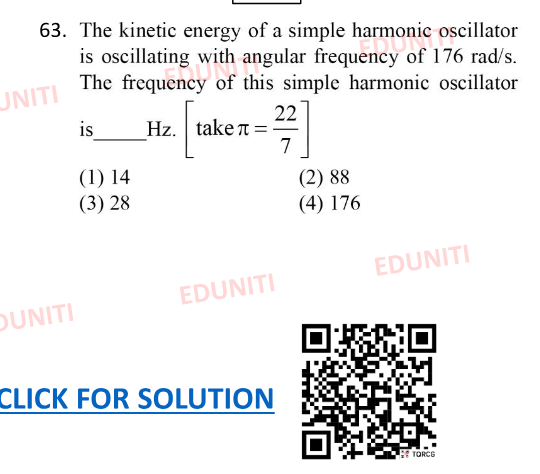 63. The kinetic energy of a simple harmonic oscillator
is oscillating with angular frequency of 176 rad/s.
The frequency of this simple harmonic oscillator
is_____Hz. [take π = 22/7]
(1) 14 (2) 88
(3) 28 (4) 176
EDUNITI
EDUNITI
UNITI
EDUNITI
EDUNITI
DUNITI
CLICK FOR SOLUTION
TQRCG